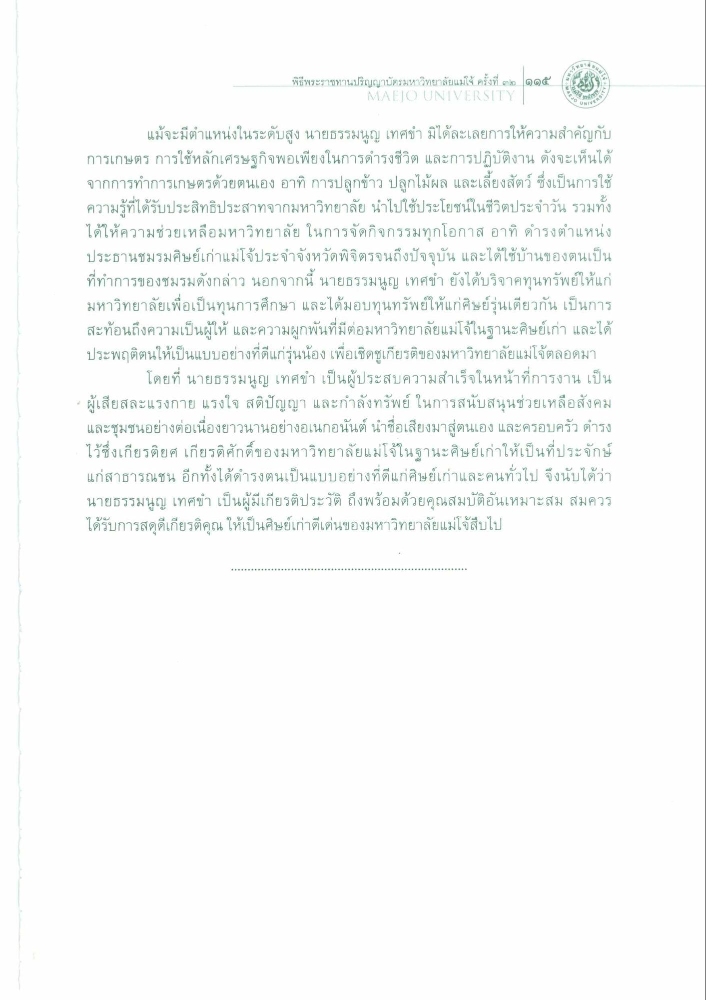 พิธีพระราชทานปริญญาบัตรมหาวิทยาลัยแม่โจ้ ครั้งที่ ๓๒ ๑๑๕
MAEJO UNIVERSITY
มหาวิทยาลัยแม่โจ้
แม่โจ้ ๒๔๗๗
MAEJO UNIVERSITY
แม้จะมีตำแหน่งในระดับสูง นายธรรมนูญ เทศขำ มิได้ละเลยการให้ความสำคัญกับ
การเกษตร การใช้หลักเศรษฐกิจพอเพียงในการดำรงชีวิต และการปฏิบัติงาน ดังจะเห็นได้
จากการทำการเกษตรด้วยตนเอง อาทิ การปลูกข้าว ปลูกไม้ผล และเลี้ยงสัตว์ ซึ่งเป็นการใช้
ความรู้ที่ได้รับประสิทธิประสาทจากมหาวิทยาลัย นำไปใช้ประโยชน์ในชีวิตประจำวัน รวมทั้ง
ได้ให้ความช่วยเหลือมหาวิทยาลัย ในการจัดกิจกรรมทุกโอกาส อาทิ ดำรงตำแหน่ง
ประธานชมรมศิษย์เก่าแม่โจ้ประจำจังหวัดพิจิตรจนถึงปัจจุบัน และได้ใช้บ้านของตนเป็น
ที่ทำการของชมรมดังกล่าว นอกจากนี้ นายธรรมนูญ เทศขำ ยังได้บริจาคทุนทรัพย์ให้แก่
มหาวิทยาลัยเพื่อเป็นทุนการศึกษา และได้มอบทุนทรัพย์ให้แก่ศิษย์รุ่นเดียวกัน เป็นการ
สะท้อนถึงความเป็นผู้ให้ และความผูกพันที่มีต่อมหาวิทยาลัยแม่โจ้ในฐานะศิษย์เก่า และได้
ประพฤติตนให้เป็นแบบอย่างที่ดีแก่รุ่นน้อง เพื่อเชิดชูเกียรติของมหาวิทยาลัยแม่โจ้ตลอดมา
โดยที่ นายธรรมนูญ เทศขำ เป็นผู้ประสบความสำเร็จในหน้าที่การงาน เป็น
ผู้เสียสละแรงกาย แรงใจ สติปัญญา และกำลังทรัพย์ ในการสนับสนุนช่วยเหลือสังคม
และชุมชนอย่างต่อเนื่องยาวนานอย่างอเนกอนันต์ นำชื่อเสียงมาสู่ตนเอง และครอบครัว ดำรง
ไว้ซึ่งเกียรติยศ เกียรติศักดิ์ของมหาวิทยาลัยแม่โจ้ในฐานะศิษย์เก่าให้เป็นที่ประจักษ์
แก่สาธารณชน อีกทั้งได้ดำรงตนเป็นแบบอย่างที่ดีแก่ศิษย์เก่าและคนทั่วไป จึงนับได้ว่า
นายธรรมนูญ เทศขำ เป็นผู้มีเกียรติประวัติ ถึงพร้อมด้วยคุณสมบัติอันเหมาะสม สมควร
ได้รับการสดุดีเกียรติคุณ ให้เป็นศิษย์เก่าดีเด่นของมหาวิทยาลัยแม่โจ้สืบไป